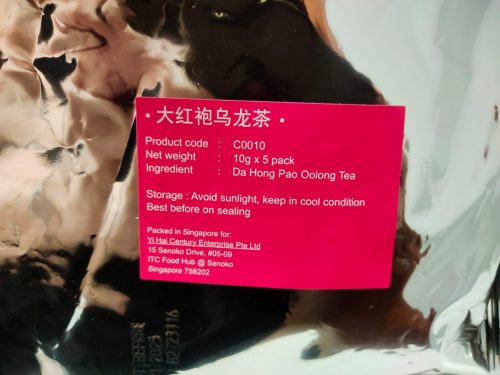 · 大红袍乌龙茶 ·
Product code : C0010
Net weight : 10g x 5 pack
Ingredient : Da Hong Pao Oolong Tea
Storage : Avoid sunlight, keep in cool condition
Best before on sealing
Packed in Singapore for:
Yi Hai Century Enterprise Pte Ltd
15 Senoko Drive, #05-09
ITC Food Hub @ Senoko
Singapore 758202